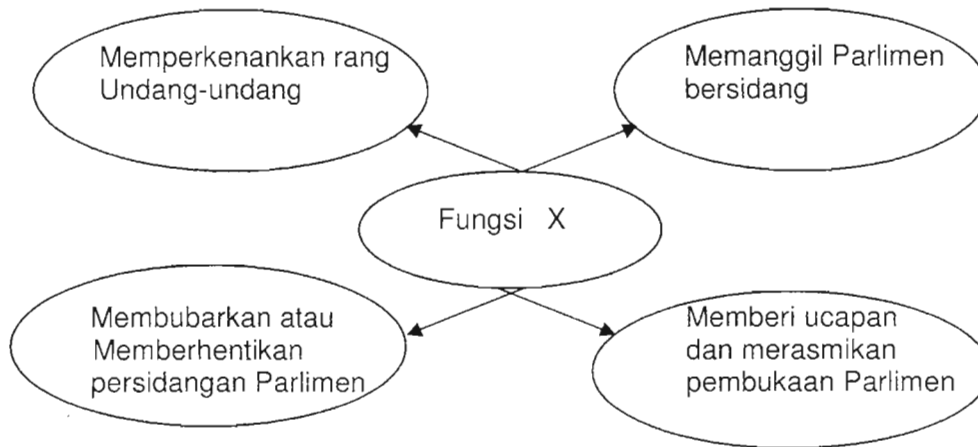 Memperkenankan rang
Undang-undang
Memanggil Parlimen
bersidang
Fungsi X
Membubarkan atau
Memberhentikan
persidangan Parlimen
Memberi ucapan
dan merasmikan
pembukaan Parlimen